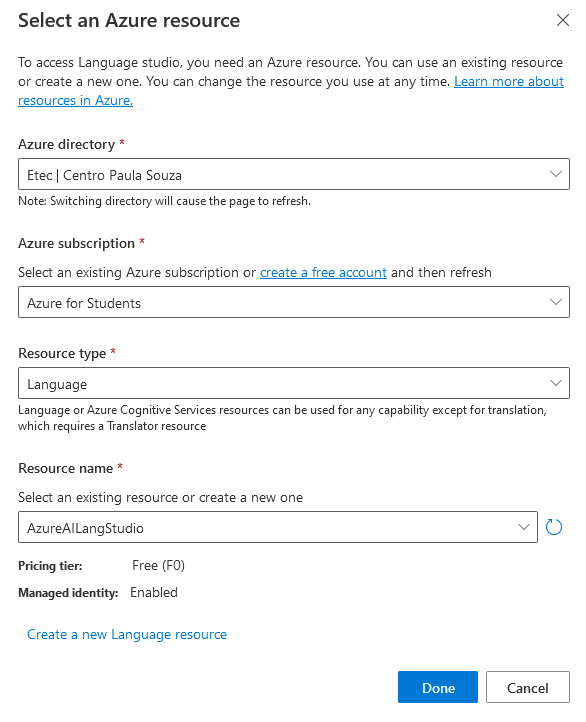 Select an Azure resource
To access Language studio, you need an Azure resource. You can use an existing resource
or create a new one. You can change the resource you use at any time. Learn more about
resources in Azure.
Azure directory *
Etec | Centro Paula Souza
Note: Switching directory will cause the page to refresh.
Azure subscription *
Select an existing Azure subscription or create a free account and then refresh
Azure for Students
Resource type *
Language
Language or Azure Cognitive Services resources can be used for any capability except for translation,
which requires a Translator resource
Resource name *
Select an existing resource or create a new one
AzureAILangStudio
Pricing tier: Free (F0)
Managed identity: Enabled
Create a new Language resource
Done Cancel